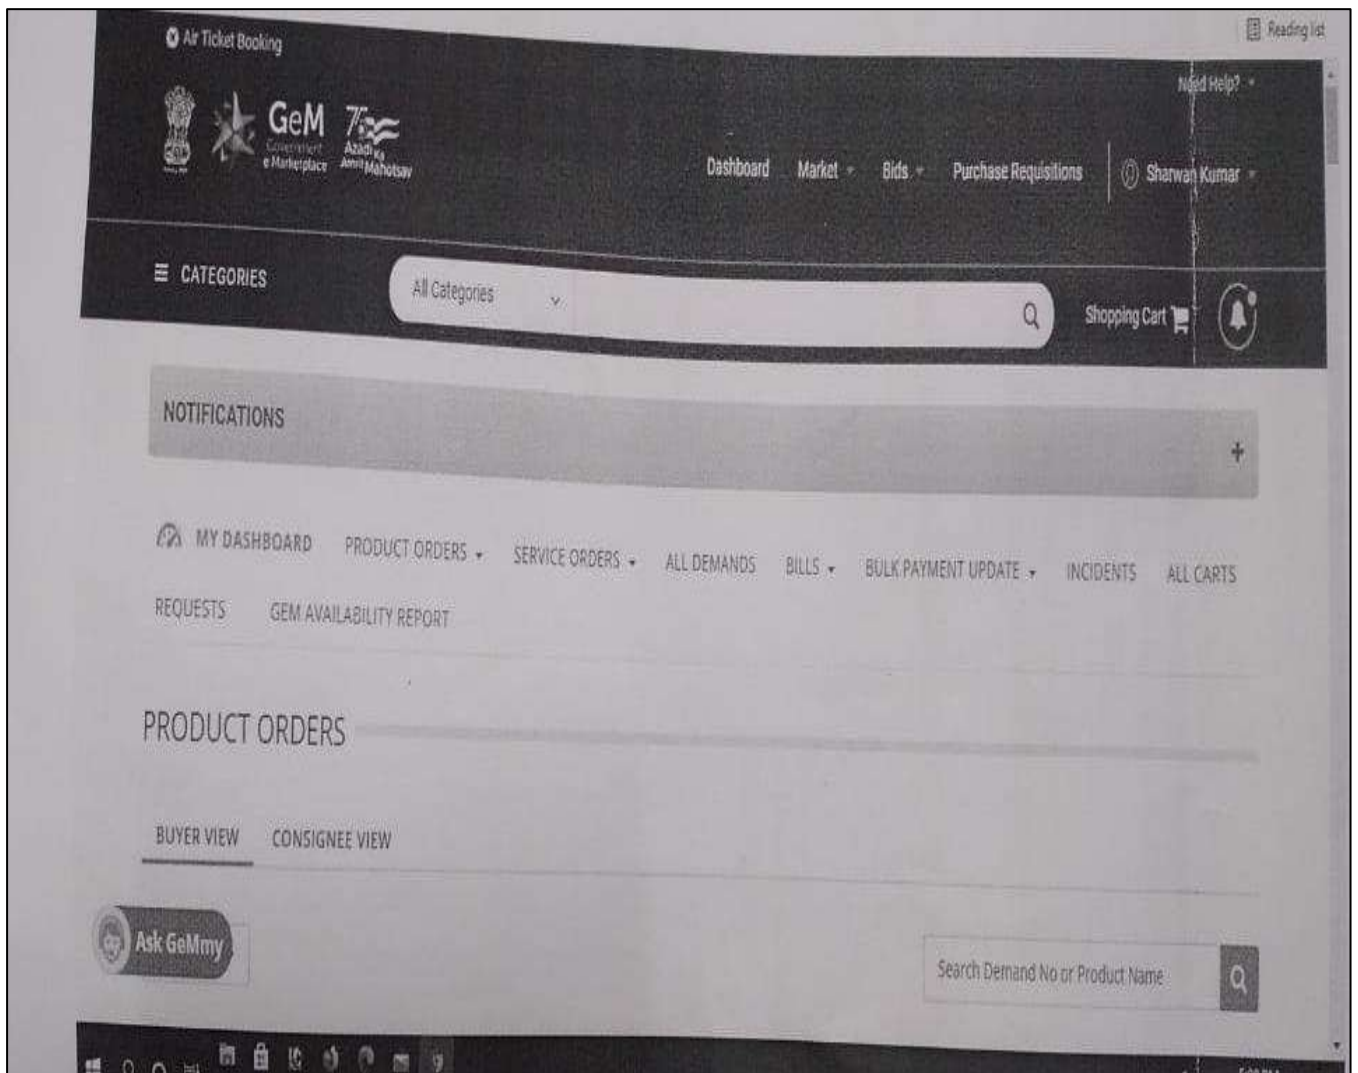 Reading list
Air Ticket Booking
Need Help?
GeM
Government
e Marketplace
75
Azadi Ka
Amrit Mahotsav
Dashboard Market Bids Purchase Requisitions Sharwan Kumar
CATEGORIES All Categories Shopping Cart
NOTIFICATIONS +
MY DASHBOARD PRODUCT ORDERS SERVICE ORDERS ALL DEMANDS BILLS BULK PAYMENT UPDATE INCIDENTS ALL CARTS
REQUESTS GEM AVAILABILITY REPORT
PRODUCT ORDERS
BUYER VIEW CONSIGNEE VIEW
Ask GeMmy
Search Demand No or Product Name